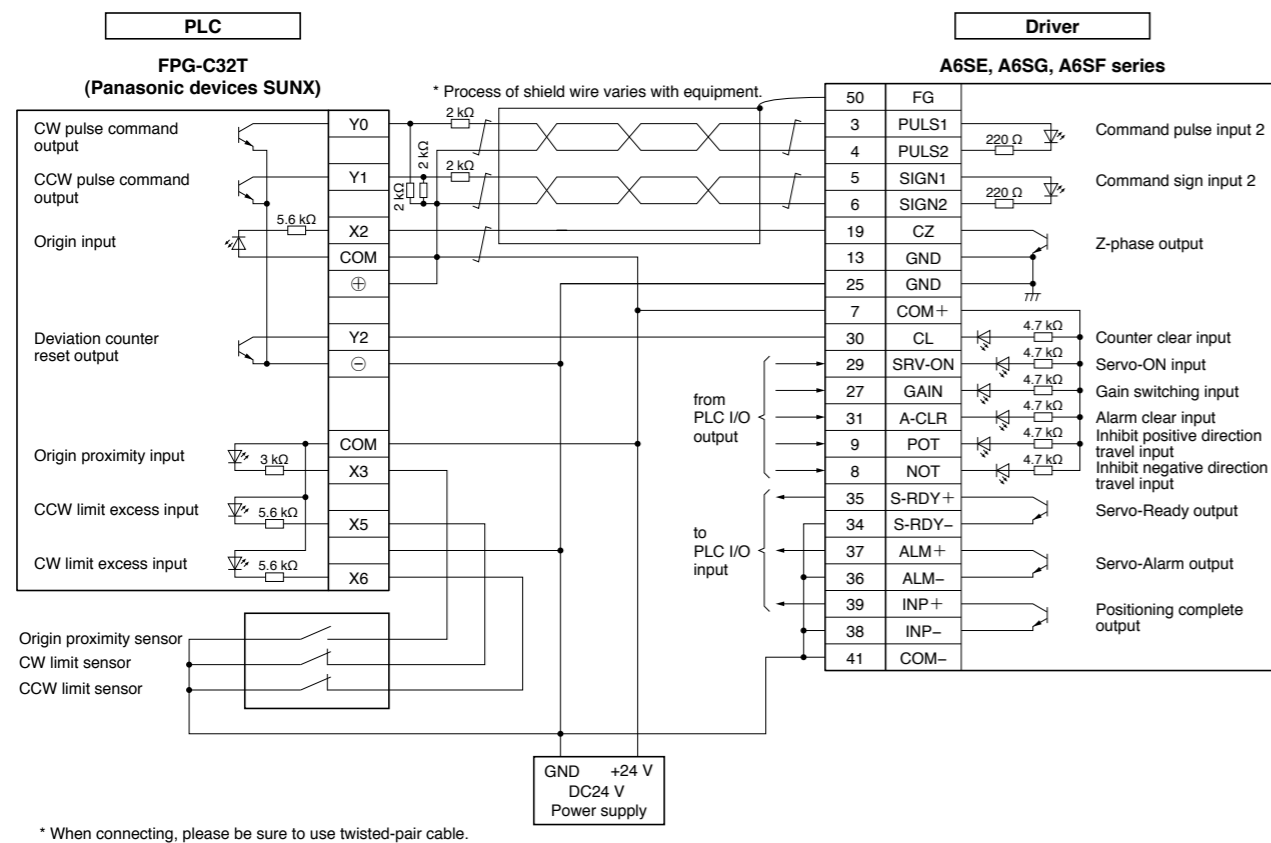 PLC
Driver
FPG-C32T
(Panasonic devices SUNX)
A6SE, A6SG, A6SF series
* Process of shield wire varies with equipment.
CW pulse command
output
CCW pulse command
output
Origin input
Deviation counter
reset output
Origin proximity input
CCW limit excess input
CW limit excess input
5.6 kΩ
3 kΩ
5.6 kΩ
5.6 kΩ
Y0
Y1
X2
COM
⊕
Y2
⊖
COM
X3
X5
X6
2 kΩ
2 kΩ
2 kΩ
2 kΩ
from
PLC I/O
output
to
PLC I/O
input
50 FG
3 PULS1
4 PULS2
5 SIGN1
6 SIGN2
19 CZ
13 GND
25 GND
7 COM+
30 CL
29 SRV-ON
27 GAIN
31 A-CLR
9 POT
8 NOT
35 S-RDY+
34 S-RDY–
37 ALM+
36 ALM–
39 INP+
38 INP–
41 COM–
220 Ω
220 Ω
4.7 kΩ
4.7 kΩ
4.7 kΩ
4.7 kΩ
4.7 kΩ
4.7 kΩ
Command pulse input 2
Command sign input 2
Z-phase output
Counter clear input
Servo-ON input
Gain switching input
Alarm clear input
Inhibit positive direction
travel input
Inhibit negative direction
travel input
Servo-Ready output
Servo-Alarm output
Positioning complete
output
Origin proximity sensor
CW limit sensor
CCW limit sensor
GND +24 V
DC24 V
Power supply
* When connecting, please be sure to use twisted-pair cable.